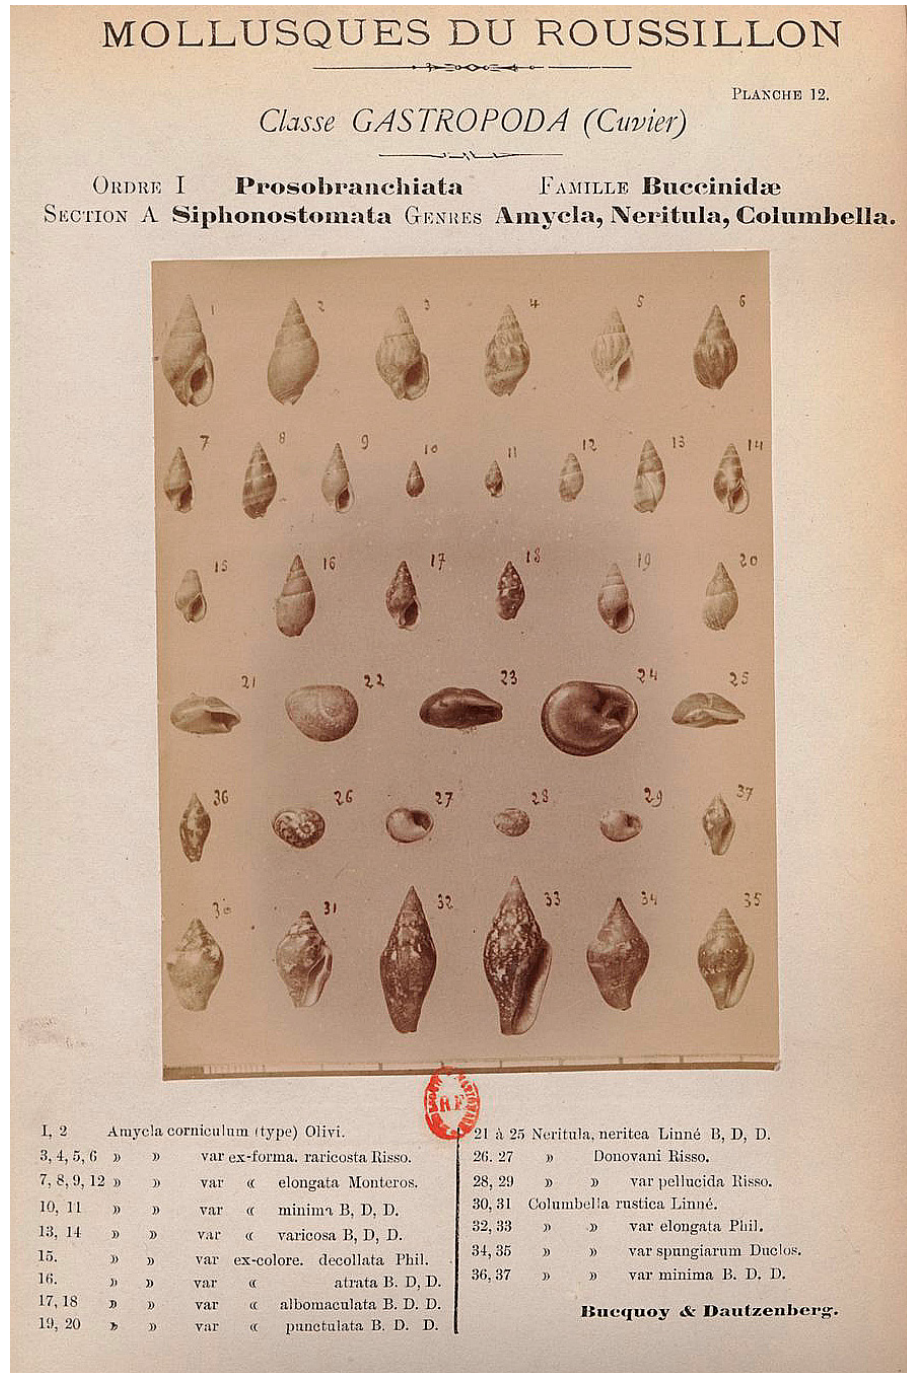 MOLLUSQUES DU ROUSSILLON
PLANCHE 12.
Classe GASTROPODA (Cuvier)
ORDRE I Prosobranchiata FAMILLE Buccinidæ
SECTION A Siphonostomata GENRES Amycla, Neritula, Columbella.
1 2 3 4 5 6
7 8 9 10 11 12 13 14
15 16 17 18 19 20
21 22 23 24 25
36 26 27 28 29 37
30 31 32 33 34 35
R F
1, 2 Amycla corniculum (type) Olivi.
3, 4, 5, 6 » » var ex-forma. raricosta Risso.
7, 8, 9, 12 » » var « elongata Monteros.
10, 11 » » var « minima B, D, D.
13, 14 » » var « varicosa B, D, D.
15. » » var ex-colore. decollata Phil.
16. » » var « atrata B. D, D.
17, 18 » » var « albomaculata B. D. D.
19, 20 » » var « punctulata B. D. D.
21 à 25 Neritula, neritea Linné B, D, D.
26. 27 » Donovani Risso.
28, 29 » » var pellucida Risso.
30, 31 Columbella rustica Linné.
32, 33 » » var elongata Phil.
34, 35 » » var spungiarum Duclos.
36, 37 » » var minima B. D. D.
Bucquoy & Dautzenberg.